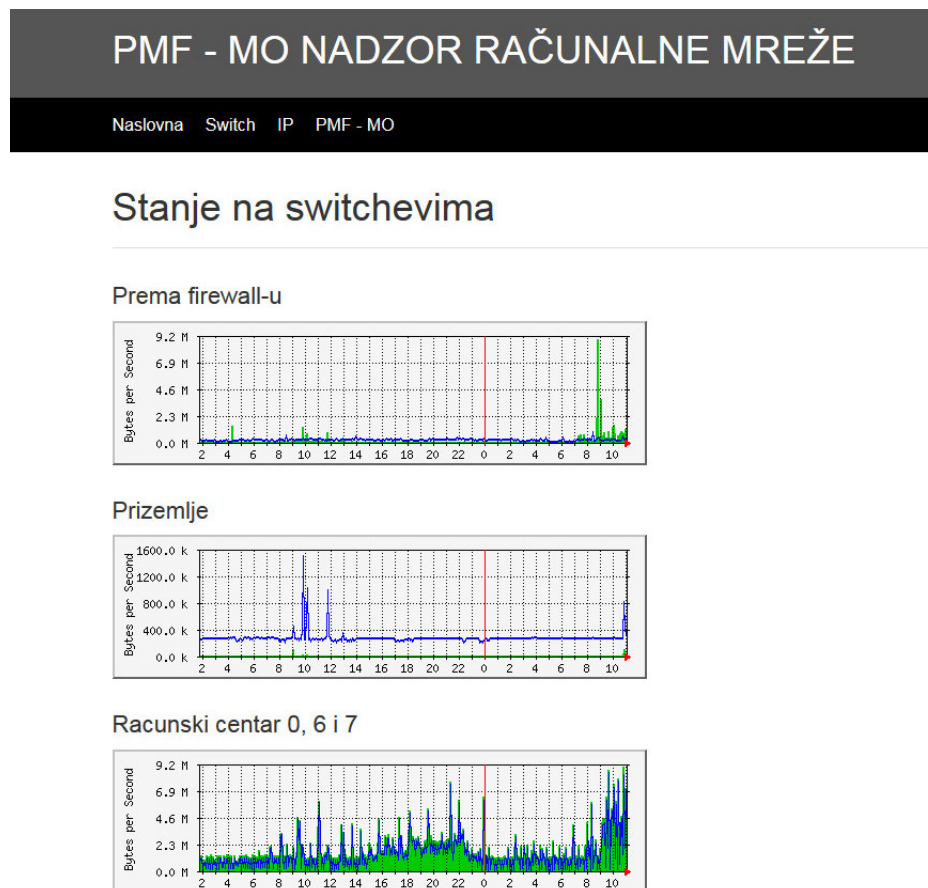 PMF - MO NADZOR RAČUNALNE MREŽE
Naslovna Switch IP PMF - MO
Stanje na switchevima
Prema firewall-u
Bytes per Second
9.2 M
6.9 M
4.6 M
2.3 M
0.0 M
2 4 6 8 10 12 14 16 18 20 22 0 2 4 6 8 10
Prizemlje
Bytes per Second
1600.0 k
1200.0 k
800.0 k
400.0 k
0.0 k
2 4 6 8 10 12 14 16 18 20 22 0 2 4 6 8 10
Racunski centar 0, 6 i 7
Bytes per Second
9.2 M
6.9 M
4.6 M
2.3 M
0.0 M
2 4 6 8 10 12 14 16 18 20 22 0 2 4 6 8 10